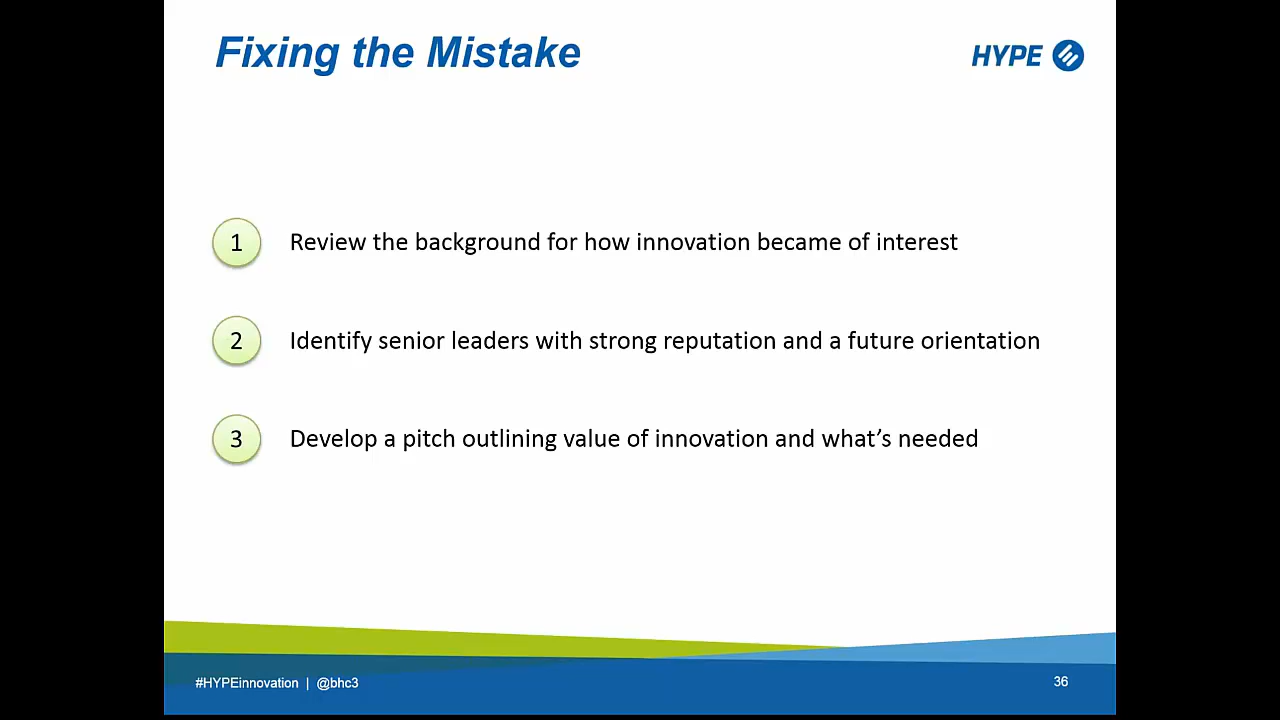 Fixing the Mistake
HYPE
1 Review the background for how innovation became of interest
2 Identify senior leaders with strong reputation and a future orientation
3 Develop a pitch outlining value of innovation and what’s needed
#HYPEinnovation | @bhc3
36